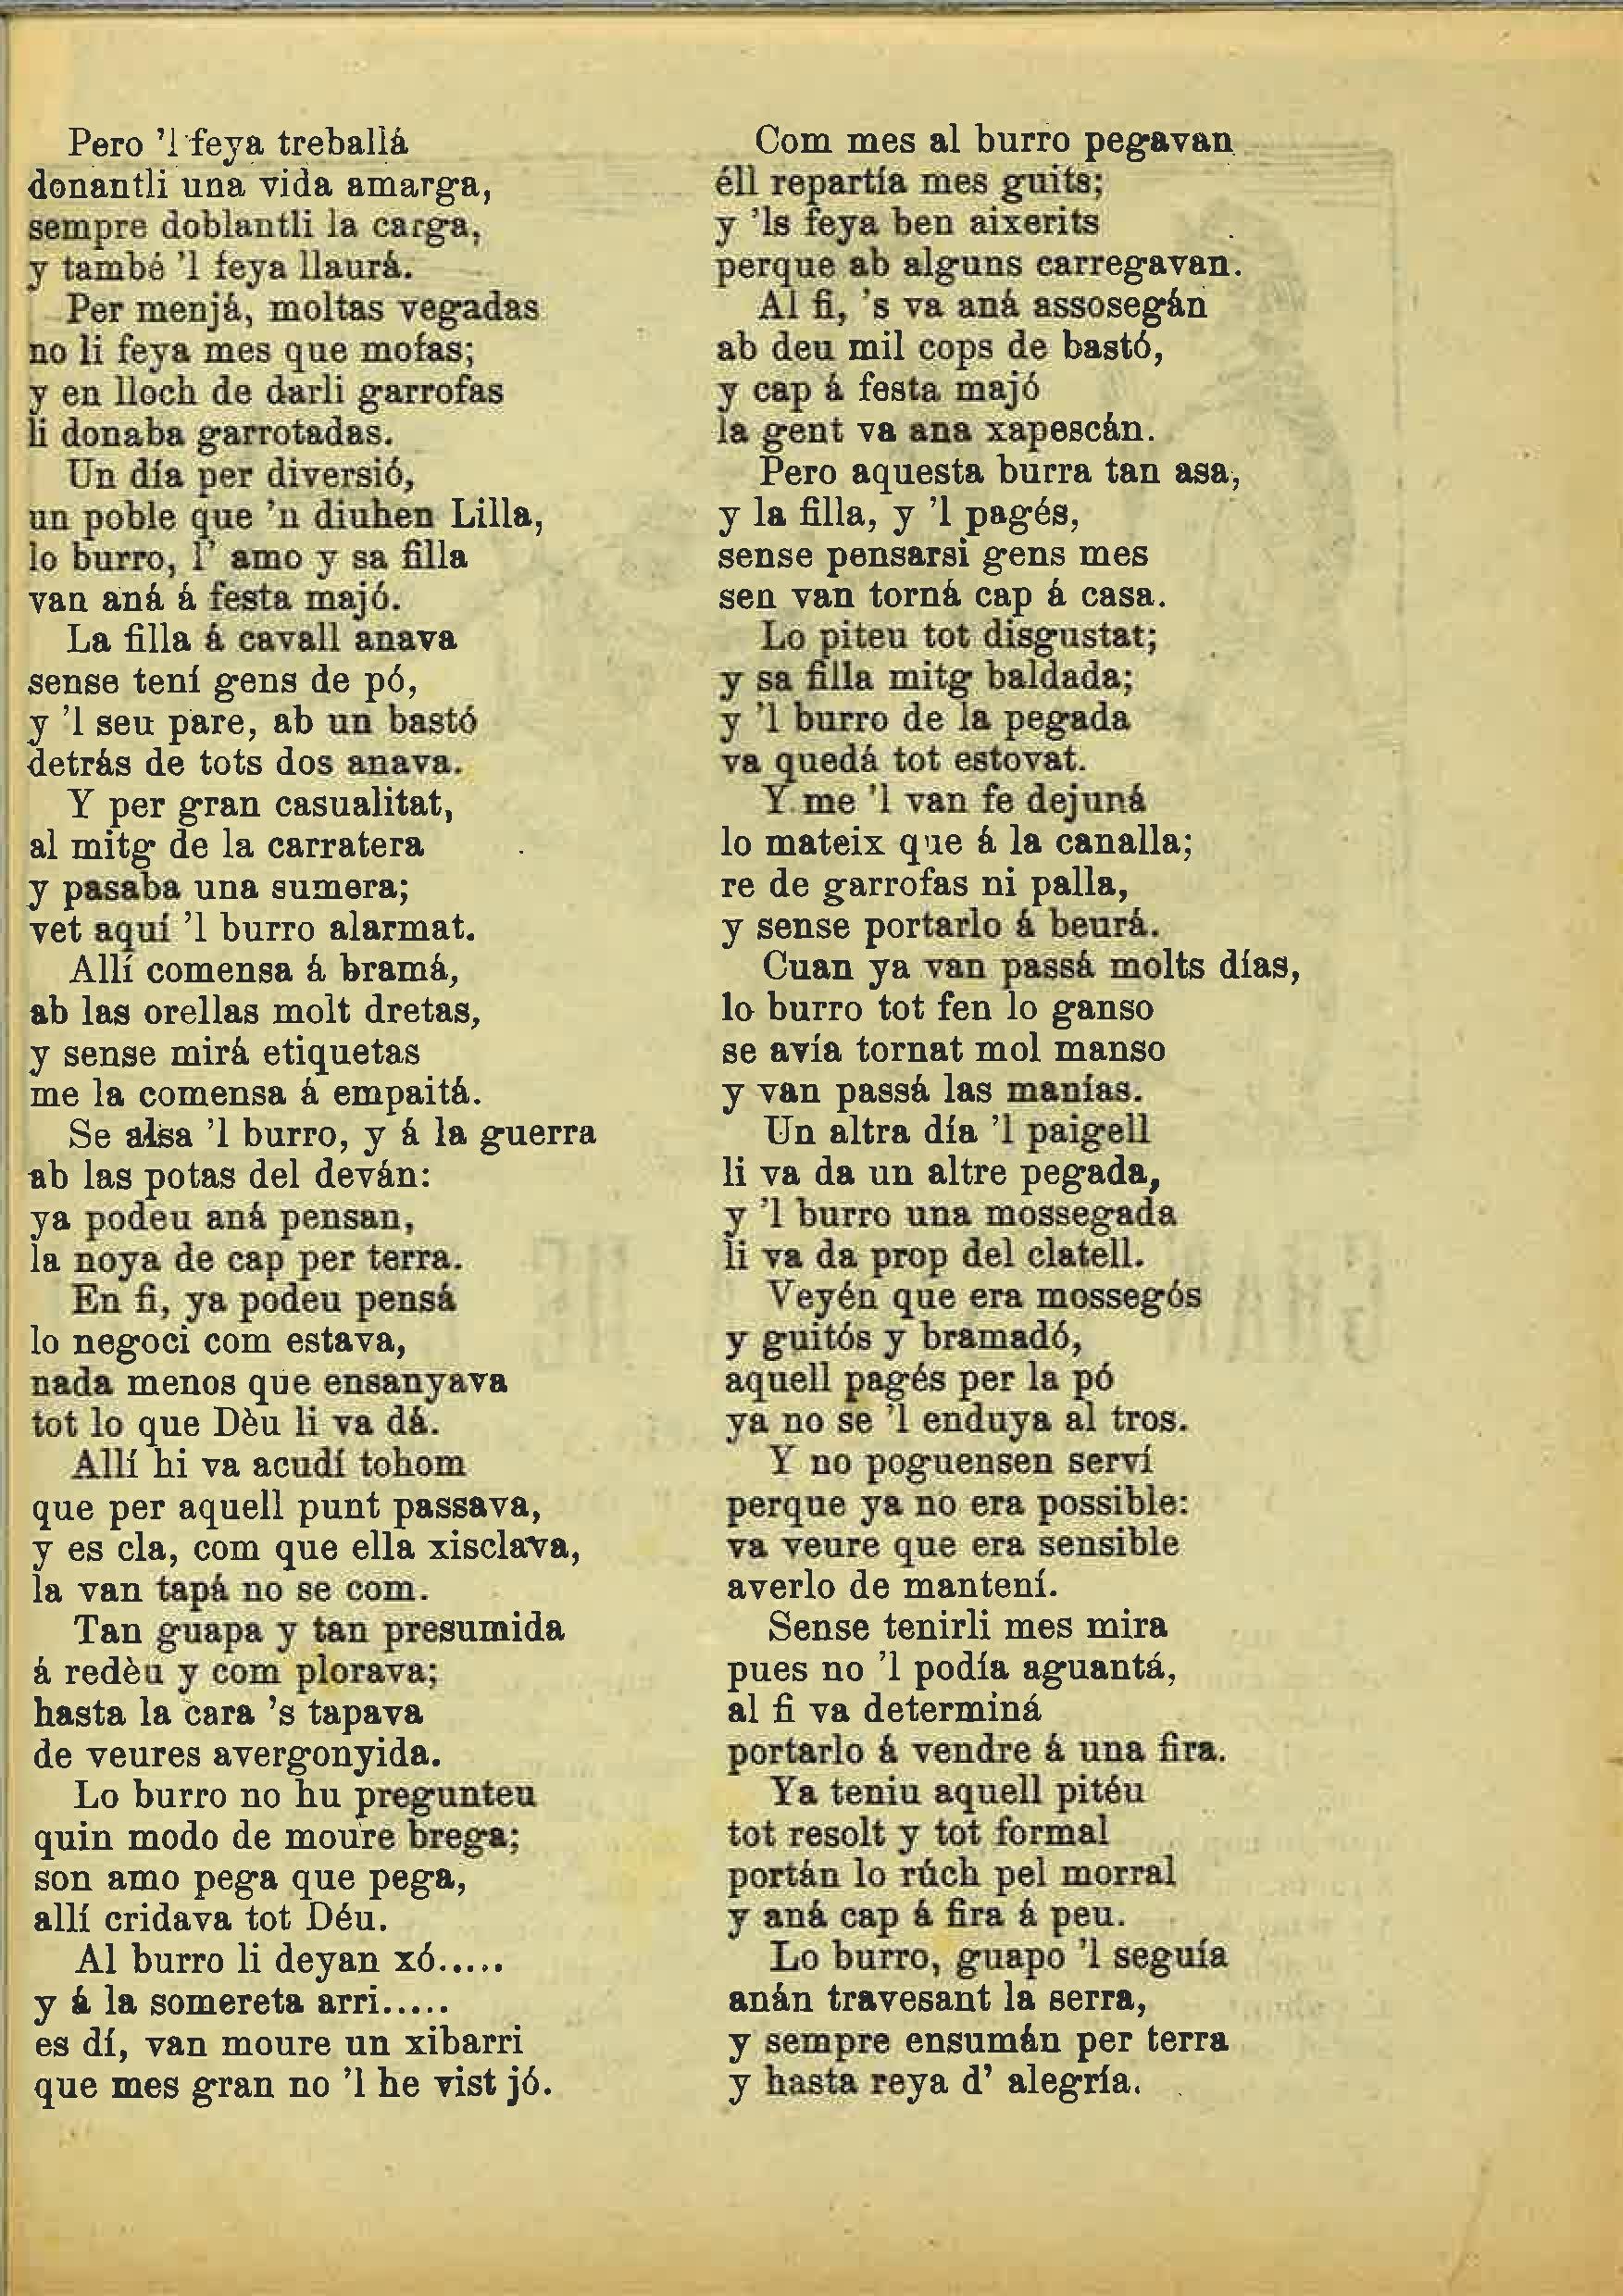 Pero 'l feya treballá
donantli una vida amarga,
sempre doblantli la carga,
y també 'l feya llaurá.
Per menjá, moltas vegadas
no li feya mes que mofas;
y en lloch de darli garrofas
li donaba garrotadas.
Un día per diversió,
un poble que 'n diuhen Lilla,
lo burro, l' amo y sa filla
van aná á festa majó.
La filla á cavall anava
sense tení gens de pó,
y 'l seu pare, ab un bastó
detrás de tots dos anava.
Y per gran casualitat,
al mitg de la carratera
y pasaba una sumera;
vet aquí 'l burro alarmat.
Allí comensa á bramá,
ab las orellas molt dretas,
y sense mirá etiquetas
me la comensa á empaitá.
Se alsa 'l burro, y á la guerra
ab las potas del deván:
ya podeu aná pensan,
la noya de cap per terra.
En fi, ya podeu pensá
lo negoci com estava,
nada menos que ensanyava
tot lo que Dèu li va dá.
Allí hi va acudí tohom
que per aquell punt passava,
y es cla, com que ella xisclava,
la van tapá no se com.
Tan guapa y tan presumida
á redèu y com plorava;
hasta la cara 's tapava
de veures avergonyida.
Lo burro no hu pregunteu
quin modo de moure brega;
son amo pega que pega,
allí cridava tot Déu.
Al burro li deyan xó.....
y á la somereta arri.....
es dí, van moure un xibarri
que mes gran no 'l he vist jó.
Com mes al burro pegavan
éll repartía mes guits;
y 'ls feya ben aixerits
perque ab alguns carregavan.
Al fi, 's va aná assosegán
ab deu mil cops de bastó,
y cap á festa majó
la gent va ana xapescán.
Pero aquesta burra tan asa,
y la filla, y 'l pagés,
sense pensarsi gens mes
sen van torná cap á casa.
Lo piteu tot disgustat;
y sa filla mitg baldada;
y 'l burro de la pegada
va quedá tot estovat.
Y me 'l van fe dejuná
lo mateix que á la canalla;
re de garrofas ni palla,
y sense portarlo á beurá.
Cuan ya van passá molts días,
lo burro tot fen lo ganso
se avía tornat mol manso
y van passá las manías.
Un altra día 'l paigell
li va da un altre pegada,
y 'l burro una mossegada
li va da prop del clatell.
Veyén que era mossegós
y guitós y bramadó,
aquell pagés per la pó
ya no se 'l enduya al tros.
Y no poguensen serví
perque ya no era possible:
va veure que era sensible
averlo de mantení.
Sense tenirli mes mira
pues no 'l podía aguantá,
al fi va determiná
portarlo á vendre á una fira.
Ya teniu aquell pitéu
tot resolt y tot formal
portán lo rúch pel morral
y aná cap á fira á peu.
Lo burro, guapo 'l seguía
anán travesant la serra,
y sempre ensumán per terra
y hasta reya d' alegría.